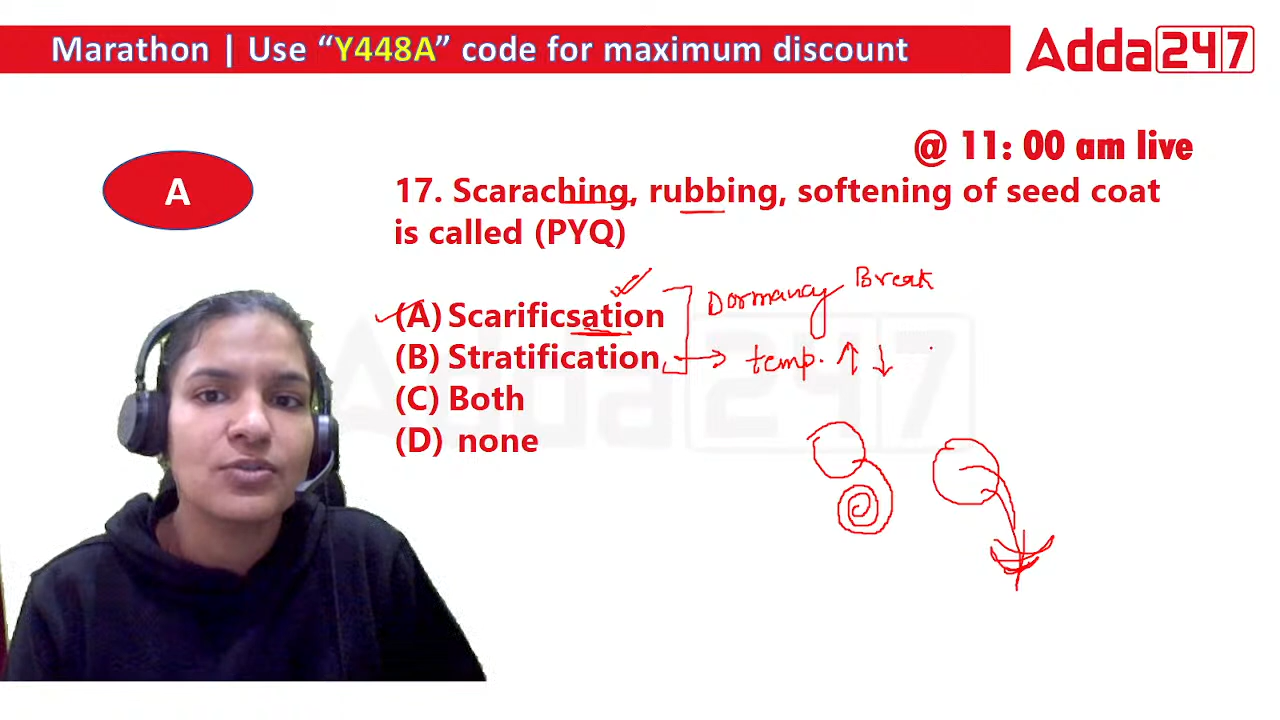 Marathon | Use “Y448A” code for maximum discount
Adda247
@ 11: 00 am live
A
17. Scaraching, rubbing, softening of seed coat
is called (PYQ)
(A) Scarificsation
Dormancy Break
(B) Stratification
temp. ↑ ↓
(C) Both
(D) none
Adda247